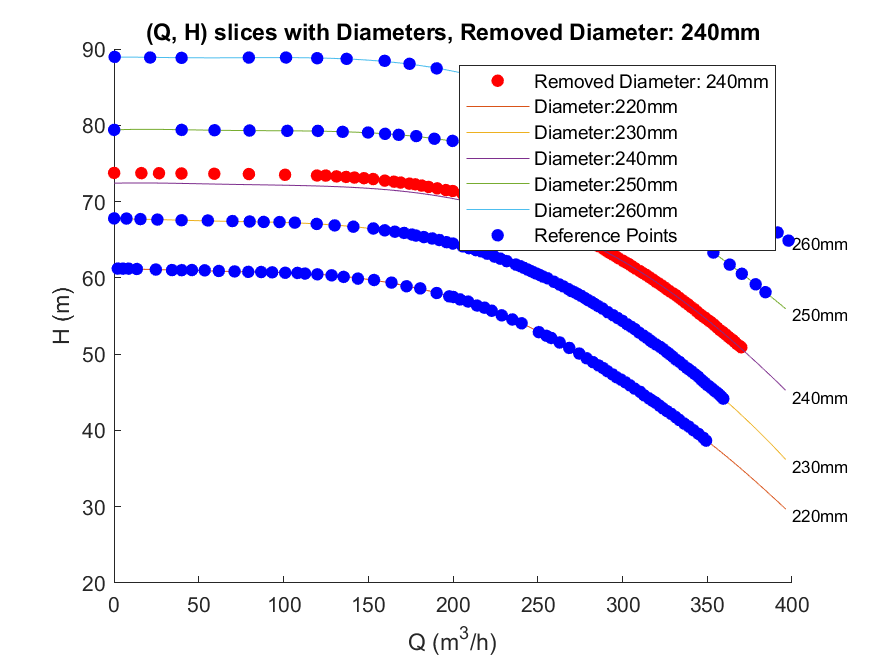 (Q, H) slices with Diameters, Removed Diameter: 240mm
90
80
70
60
50
40
30
20
H (m)
Removed Diameter: 240mm
Diameter:220mm
Diameter:230mm
Diameter:240mm
Diameter:250mm
Diameter:260mm
Reference Points
260mm
250mm
240mm
230mm
220mm
0 50 100 150 200 250 300 350 400
Q (m³/h)